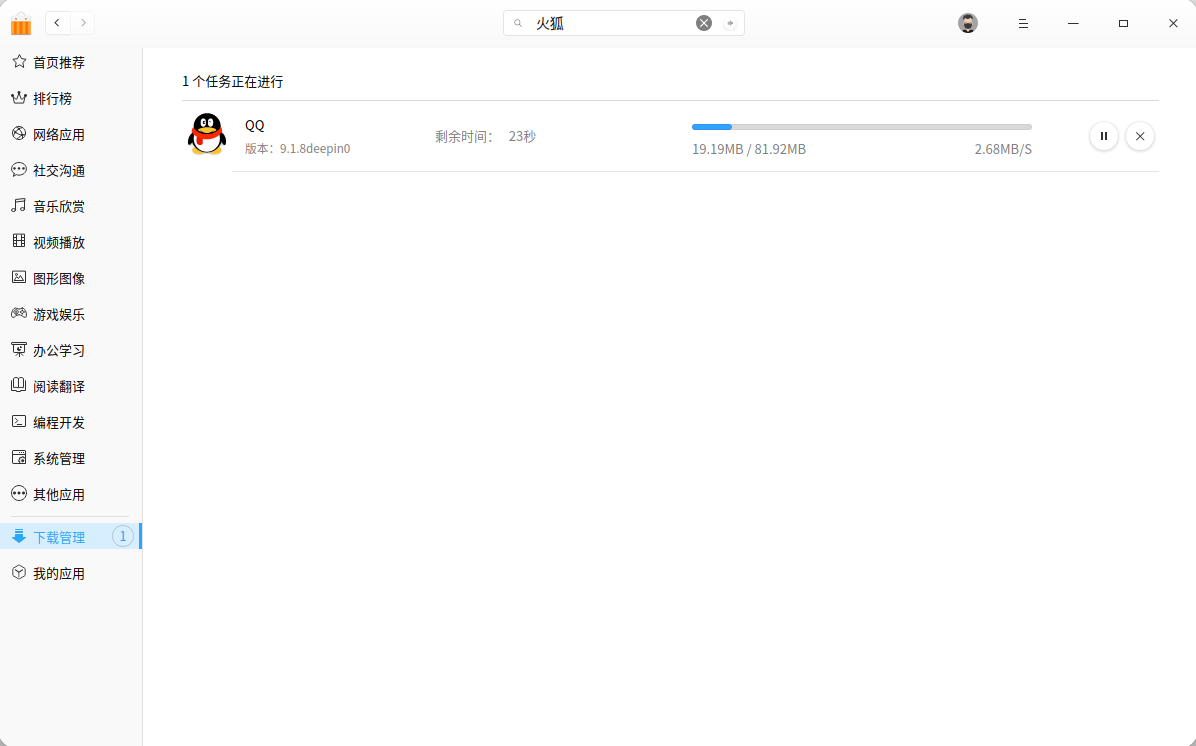 火狐
首页推荐
排行榜
网络应用
社交沟通
音乐欣赏
视频播放
图形图像
游戏娱乐
办公学习
阅读翻译
编程开发
系统管理
其他应用
下载管理 1
我的应用
1 个任务正在进行
QQ
版本：9.1.8deepin0
剩余时间： 23秒
19.19MB / 81.92MB 2.68MB/S